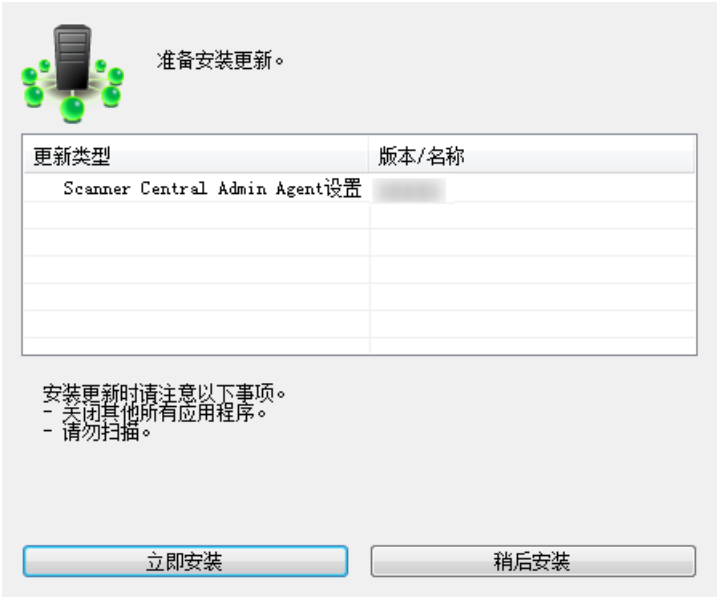 准备安装更新。
更新类型 版本/名称
Scanner Central Admin Agent设置
安装更新时请注意以下事项。
- 关闭其他所有应用程序。
- 请勿扫描。
立即安装 稍后安装